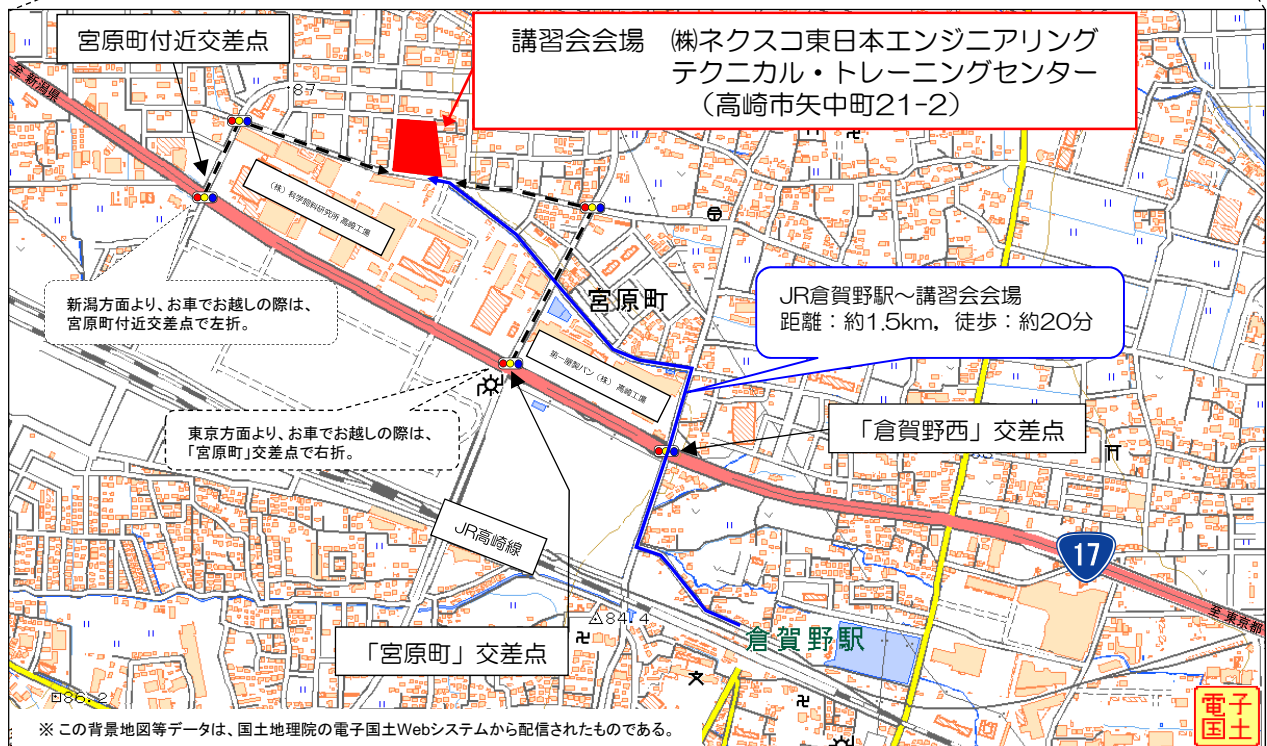 宮原町付近交差点
講習会会場 ㈱ネクスコ東日本エンジニアリング
テクニカル・トレーニングセンター
（高崎市矢中町21-2）
至 新潟県
87
（株）科学飼料研究所 高崎工場
新潟方面より、お車でお越しの際は、
宮原町付近交差点で左折。
宮原町
JR倉賀野駅～講習会会場
距離：約1.5km，徒歩：約20分
第一屋製パン（株）高崎工場
東京方面より、お車でお越しの際は、
「宮原町」交差点で右折。
「倉賀野西」交差点
JR高崎線
17
至 東京都
84.4
「宮原町」交差点
倉賀野駅
86.2
※ この背景地図等データは、国土地理院の電子国土Webシステムから配信されたものである。
電子
国土